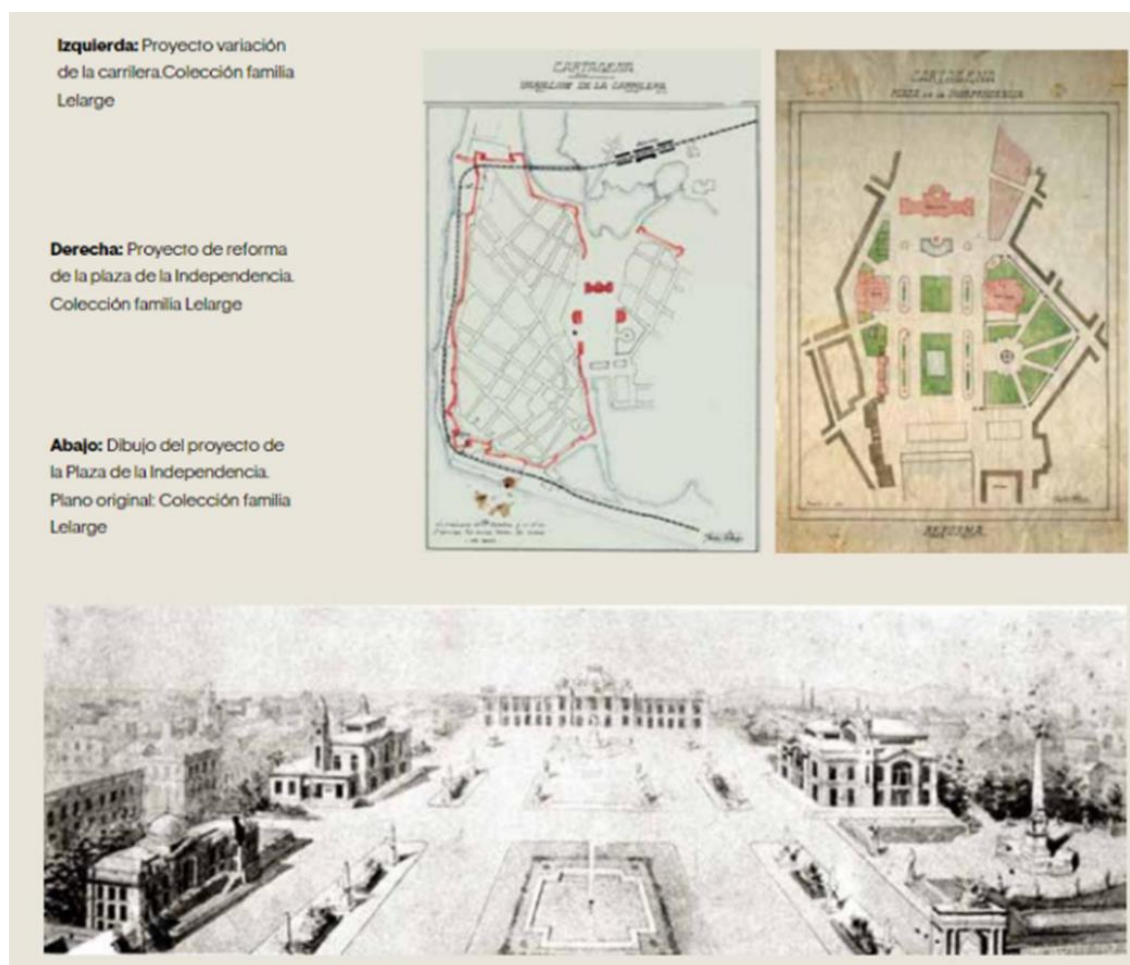 Izquierda: Proyecto variación
de la carrilera.Colección familia
Lelarge
Derecha: Proyecto de reforma
de la plaza de la Independencia.
Colección familia Lelarge
Abajo: Dibujo del proyecto de
la Plaza de la Independencia.
Plano original: Colección familia
Lelarge
CARTAGENA
VARIACION DE LA CARRILERA
CARTAGENA
PLAZA DE LA INDEPENDENCIA
REFORMA